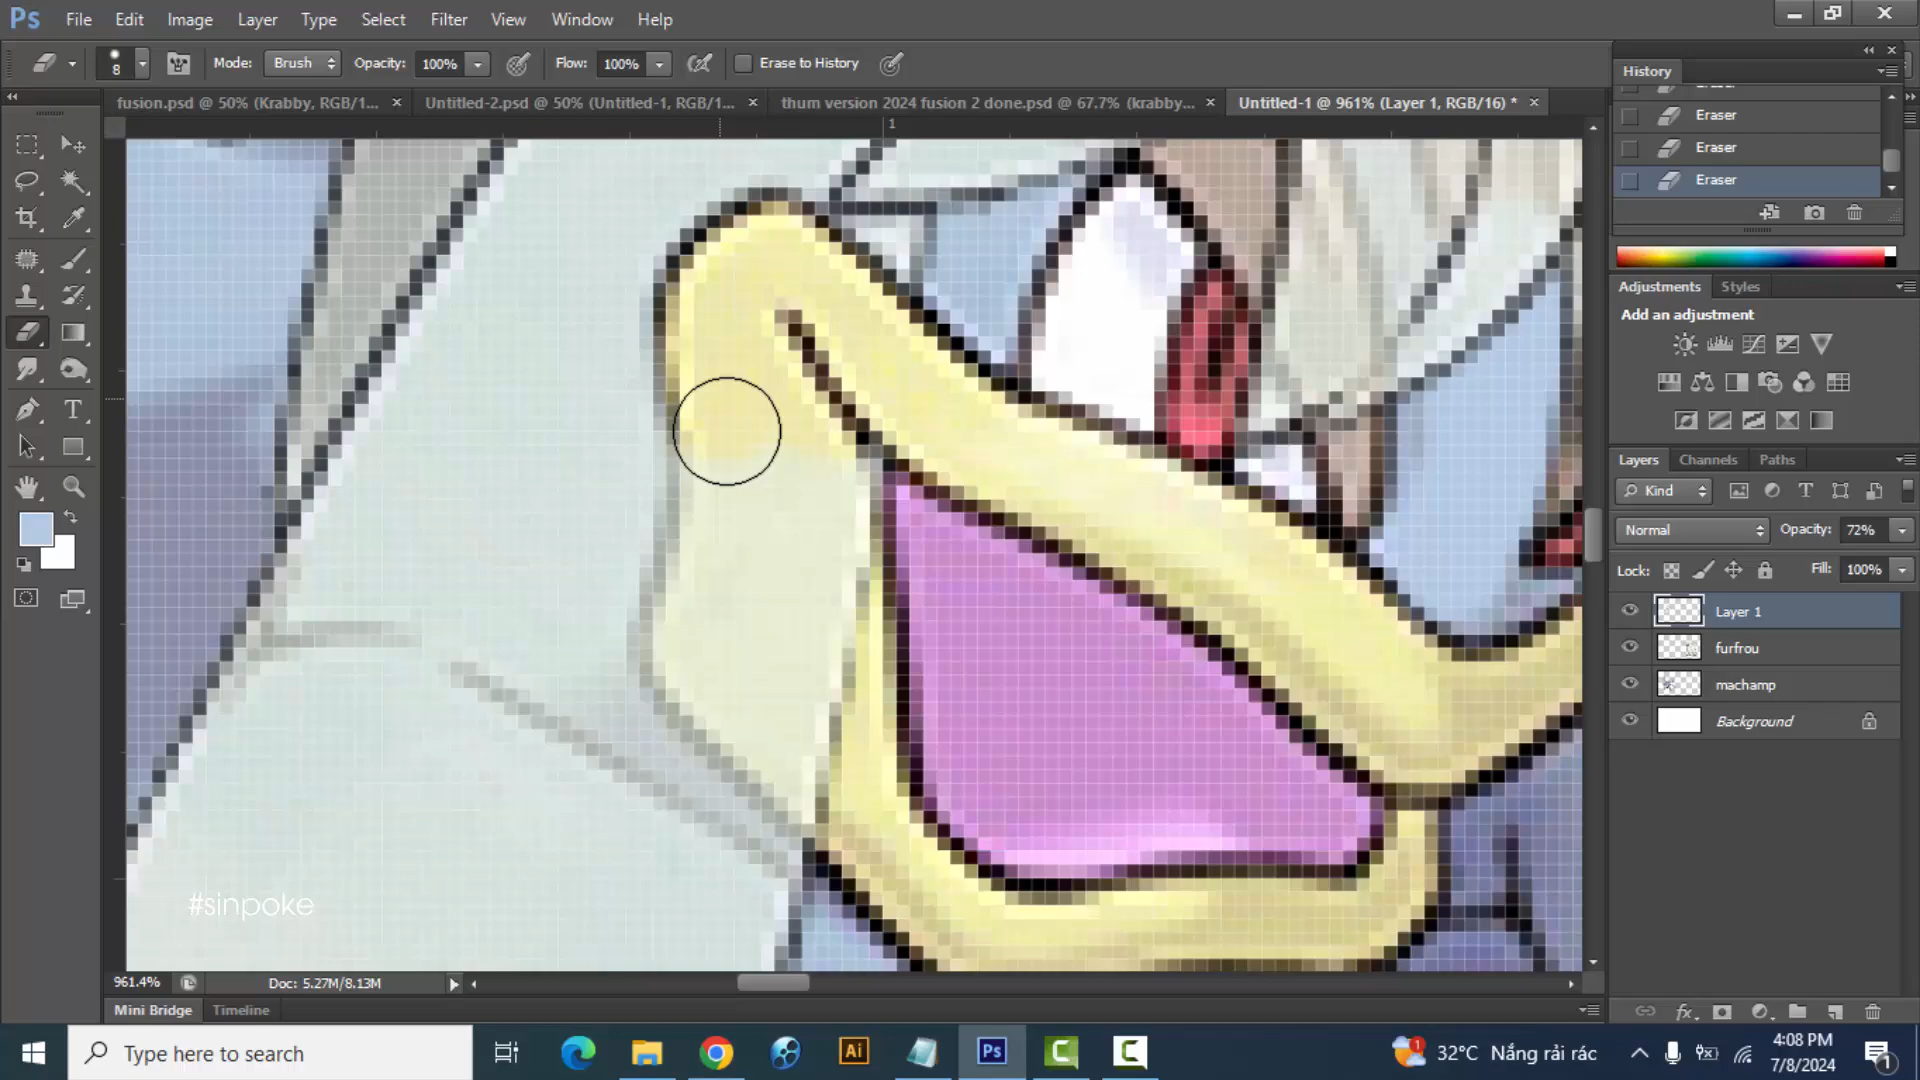 Ps File Edit Image Layer Type Select Filter View Window Help
8 Mode: Brush Opacity: 100% Flow: 100% Erase to History
fusion.psd @ 50% (Krabby, RGB/1... Untitled-2.psd @ 50% (Untitled-1, RGB/1... thum version 2024 fusion 2 done.psd @ 67.7% (krabby... Untitled-1 @ 961% (Layer 1, RGB/16) *
1
History
Eraser
Eraser
Eraser
Adjustments Styles
Add an adjustment
Layers Channels Paths
Kind
Normal Opacity: 72%
Lock: Fill: 100%
Layer 1
furfrou
machamp
Background
#sinpoke
961.4% Doc: 5.27M/8.13M
Mini Bridge Timeline
Type here to search
Ai Ps
32°C Nắng rải rác
4:08 PM
7/8/2024
1